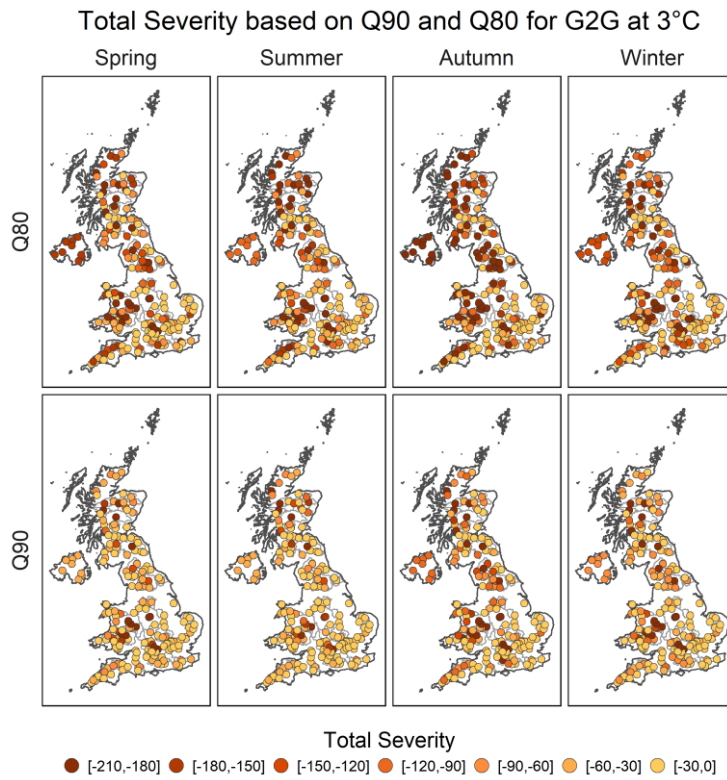 Total Severity based on Q90 and Q80 for G2G at 3°C
Spring Summer Autumn Winter
Q80
Q90
Total Severity
[-210,-180] [-180,-150] [-150,-120] [-120,-90] [-90,-60] [-60,-30] [-30,0]